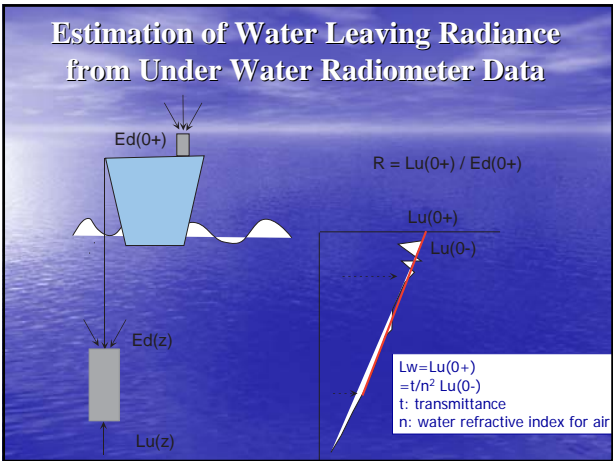 Estimation of Water Leaving Radiance
from Under Water Radiometer Data
Ed(0+)
R = Lu(0+) / Ed(0+)
Lu(0+)
Lu(0-)
Ed(z)
Lu(z)
Lw=Lu(0+)
=t/n² Lu(0-)
t: transmittance
n: water refractive index for air